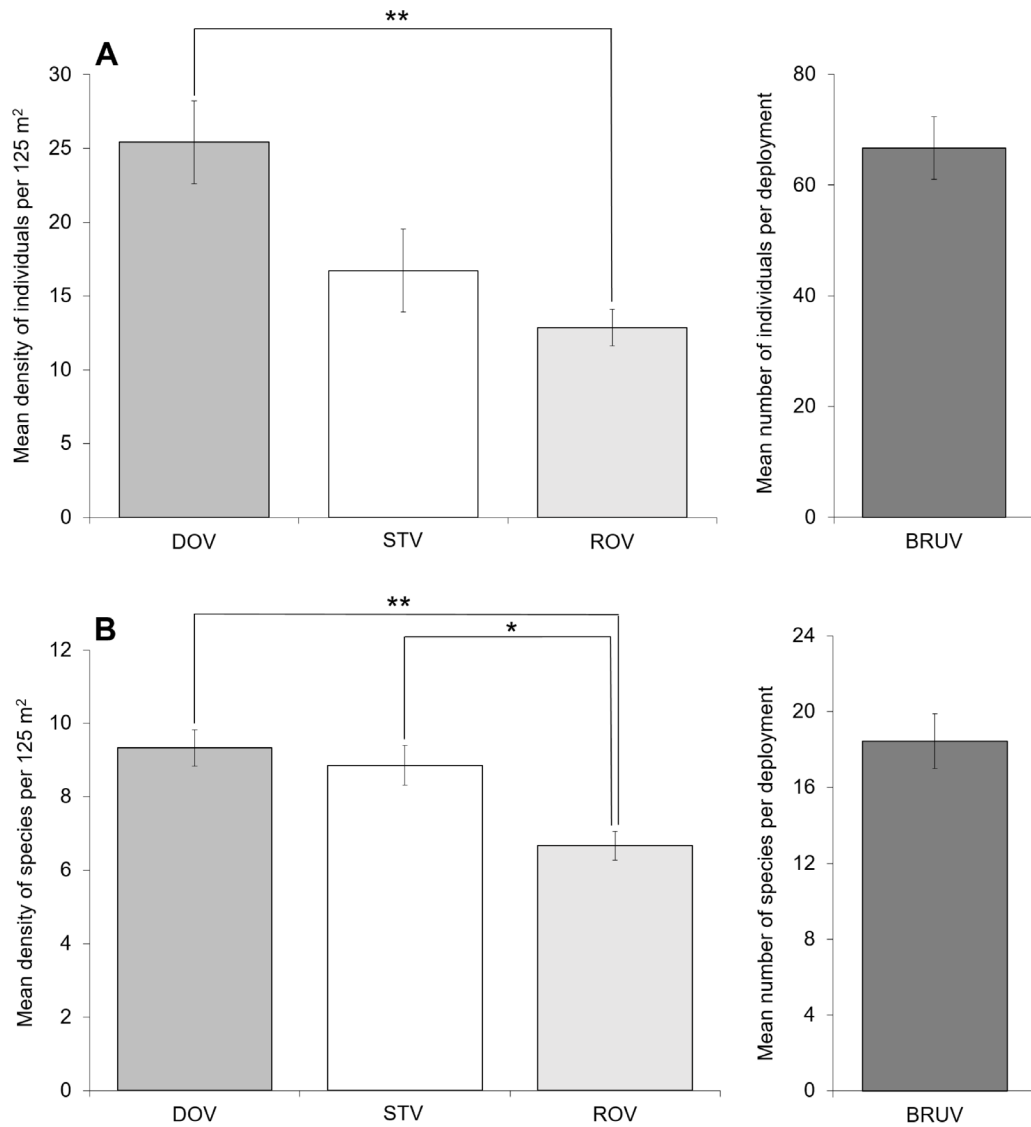 **
A
Mean density of individuals per 125 m²
30
25
20
15
10
5
0
DOV
STV
ROV
Mean number of individuals per deployment
80
60
40
20
0
BRUV
**
*
B
Mean density of species per 125 m²
12
10
8
6
4
2
0
DOV
STV
ROV
Mean number of species per deployment
24
20
16
12
8
4
0
BRUV